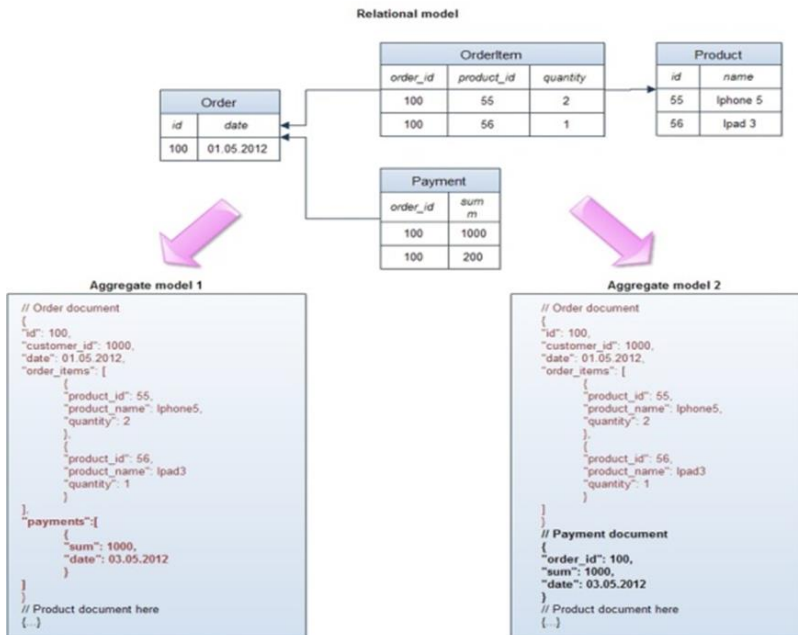 Relational model
OrderItem
order_id product_id quantity
100 55 2
100 56 1
Product
id name
55 Iphone 5
56 Ipad 3
Order
id date
100 01.05.2012
Payment
order_id sum
m
100 1000
100 200
Aggregate model 1
// Order document
{
"id": 100,
"customer_id": 1000,
"date": 01.05.2012,
"order_items": [
{
"product_id": 55,
"product_name": Iphone5,
"quantity": 2
},
{
"product_id": 56,
"product_name": Ipad3
"quantity": 1
}
],
"payments":[
{
"sum": 1000,
"date": 03.05.2012
}
]
}
// Product document here
{...}
Aggregate model 2
// Order document
{
"id": 100,
"customer_id": 1000,
"date": 01.05.2012,
"order_items": [
{
"product_id": 55,
"product_name": Iphone5,
"quantity": 2
},
{
"product_id": 56,
"product_name": Ipad3
"quantity": 1
}
]
}
// Payment document
{
"order_id": 100,
"sum": 1000,
"date": 03.05.2012
}
// Product document here
{...}